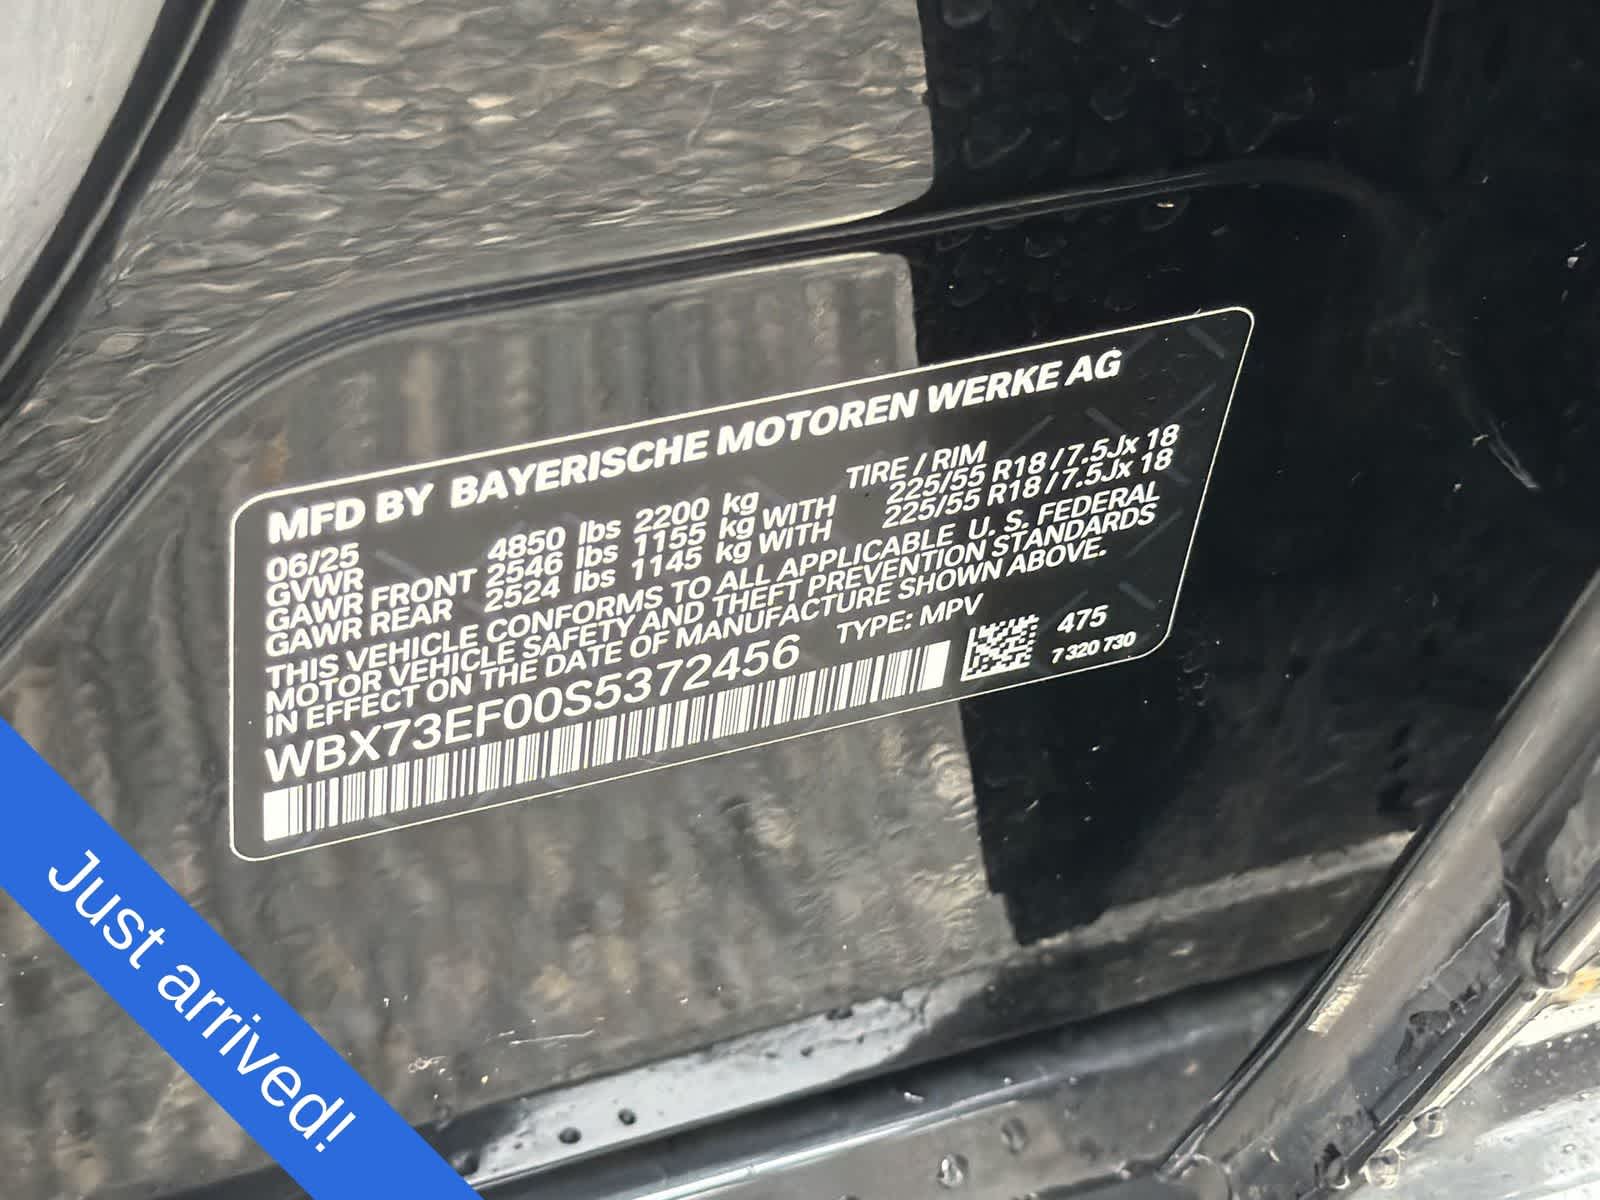 MFD BY BAYERISCHE MOTOREN WERKE AG
06/25 TIRE / RIM
GVWR 4850 lbs 2200 kg
GAWR FRONT 2546 lbs 1155 kg WITH 225/55 R18 / 7.5Jx 18
GAWR REAR 2524 lbs 1145 kg WITH 225/55 R18 / 7.5Jx 18
THIS VEHICLE CONFORMS TO ALL APPLICABLE U. S. FEDERAL
MOTOR VEHICLE SAFETY AND THEFT PREVENTION STANDARDS
IN EFFECT ON THE DATE OF MANUFACTURE SHOWN ABOVE.
WBX73EF00S5372456 TYPE: MPV 475
7 320 730
Just arrived!